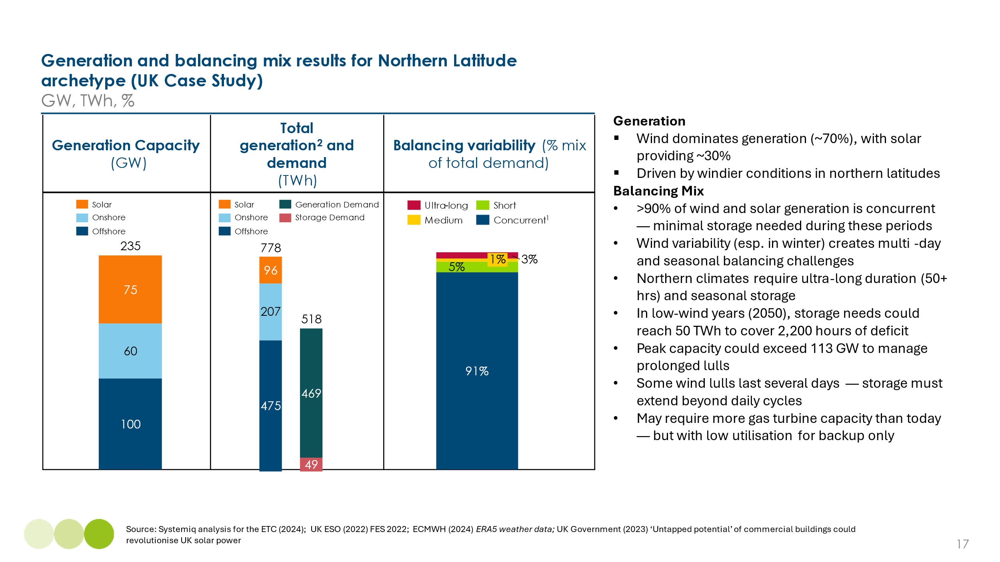 Generation and balancing mix results for Northern Latitude
archetype (UK Case Study)
GW, TWh, %
Generation Capacity
(GW)
Total
generation² and
demand
(TWh)
Balancing variability (% mix
of total demand)
Solar
Onshore
Offshore
235
75
60
100
Solar
Onshore
Offshore
Generation Demand
Storage Demand
778
96
207
475
518
469
49
Ultra-long
Medium
Short
Concurrent¹
3%
1%
5%
91%
Generation
▪ Wind dominates generation (~70%), with solar
providing ~30%
▪ Driven by windier conditions in northern latitudes
Balancing Mix
• >90% of wind and solar generation is concurrent
— minimal storage needed during these periods
• Wind variability (esp. in winter) creates multi -day
and seasonal balancing challenges
• Northern climates require ultra-long duration (50+
hrs) and seasonal storage
• In low-wind years (2050), storage needs could
reach 50 TWh to cover 2,200 hours of deficit
• Peak capacity could exceed 113 GW to manage
prolonged lulls
• Some wind lulls last several days — storage must
extend beyond daily cycles
• May require more gas turbine capacity than today
— but with low utilisation for backup only
Source: Systemiq analysis for the ETC (2024); UK ESO (2022) FES 2022; ECMWH (2024) ERA5 weather data; UK Government (2023) ‘Untapped potential’ of commercial buildings could
revolutionise UK solar power
17